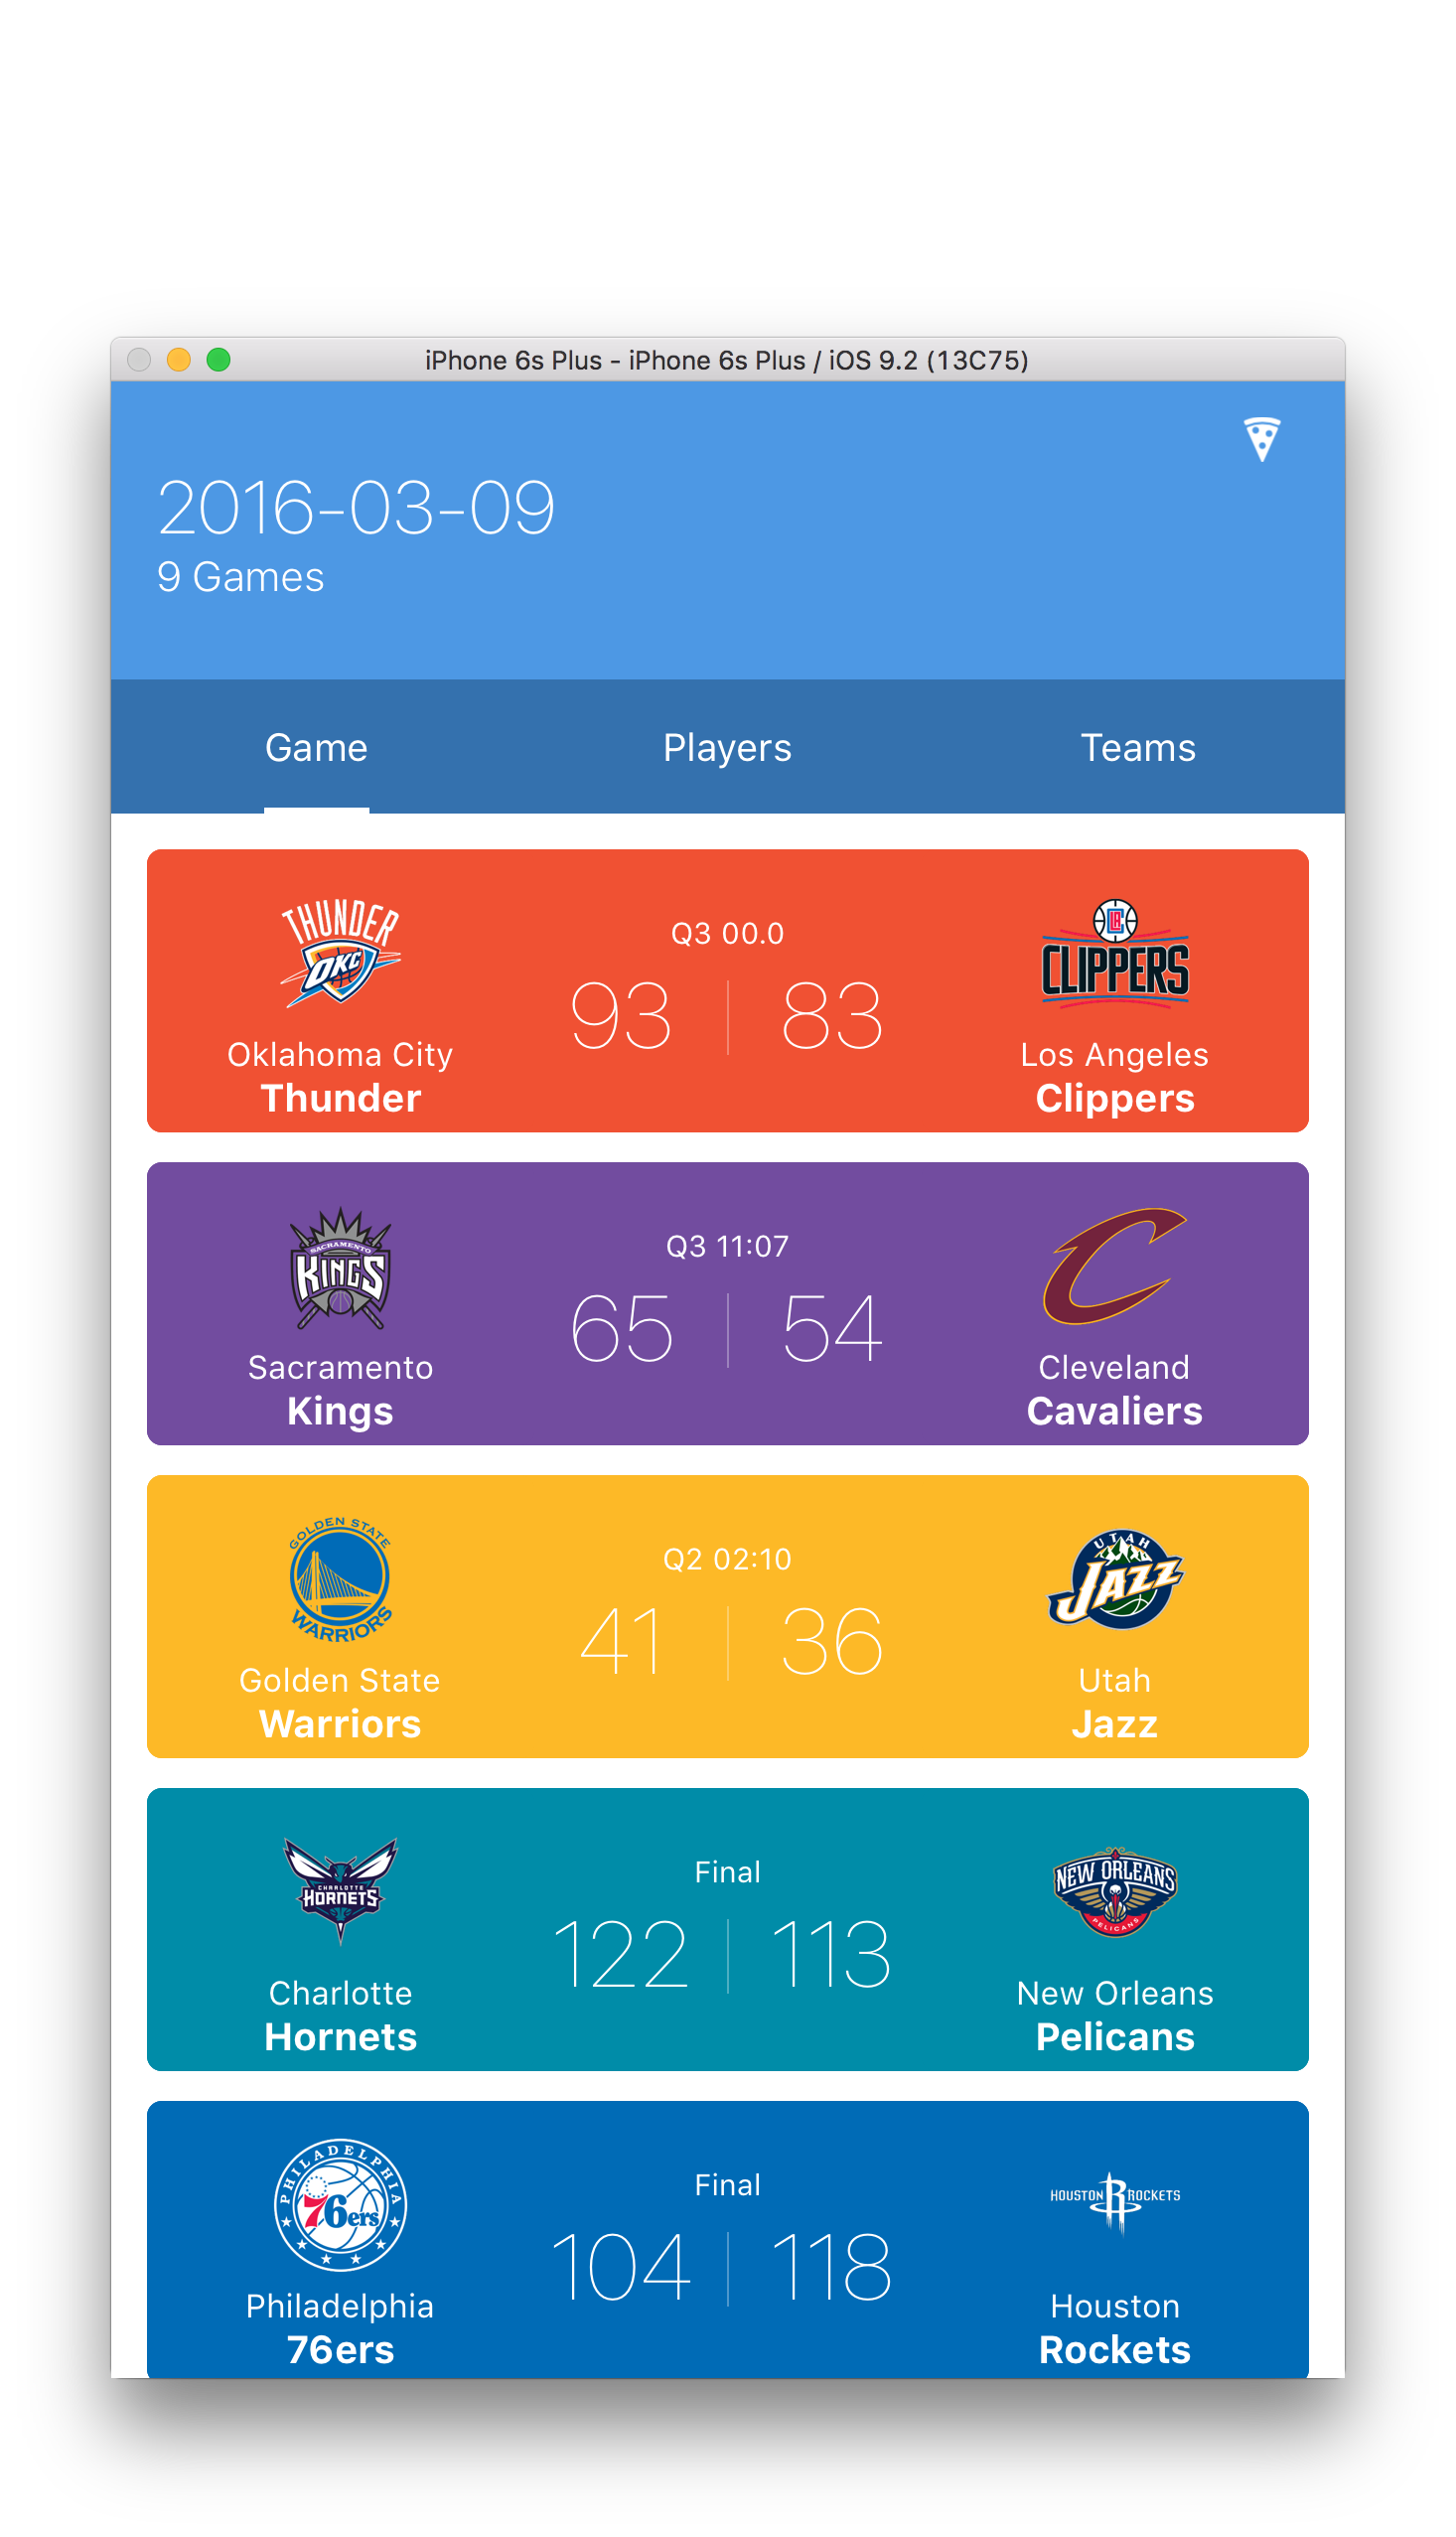 iPhone 6s Plus - iPhone 6s Plus / iOS 9.2 (13C75)
2016-03-09
9 Games
Game Players Teams
THUNDER
OKC
Q3 00.0
LAC
CLIPPERS
93 83
Oklahoma City Los Angeles
Thunder Clippers
SACRAMENTO
KINGS
Q3 11:07
C
65 54
Sacramento Cleveland
Kings Cavaliers
GOLDEN STATE
WARRIORS
Q2 02:10
UTAH
JAZZ
41 36
Golden State Utah
Warriors Jazz
CHARLOTTE
HORNETS
Final
NEW ORLEANS
PELICANS
122 113
Charlotte New Orleans
Hornets Pelicans
PHILADELPHIA
76ers
Final
HOUSTON R ROCKETS
104 118
Philadelphia Houston
76ers Rockets